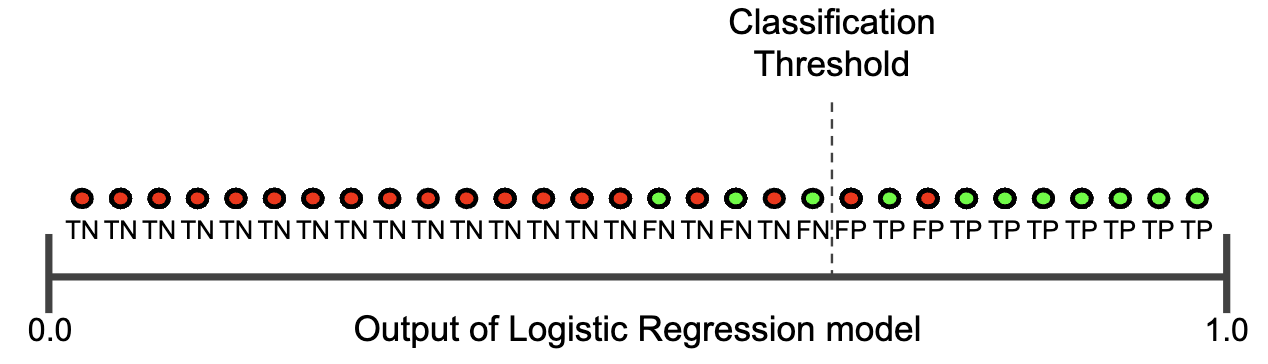 Classification
Threshold
TN TN TN TN TN TN TN TN TN TN TN TN TN TN TN FN TN FN TN FN FP TP FP TP TP TP TP TP TP TP
0.0 Output of Logistic Regression model 1.0